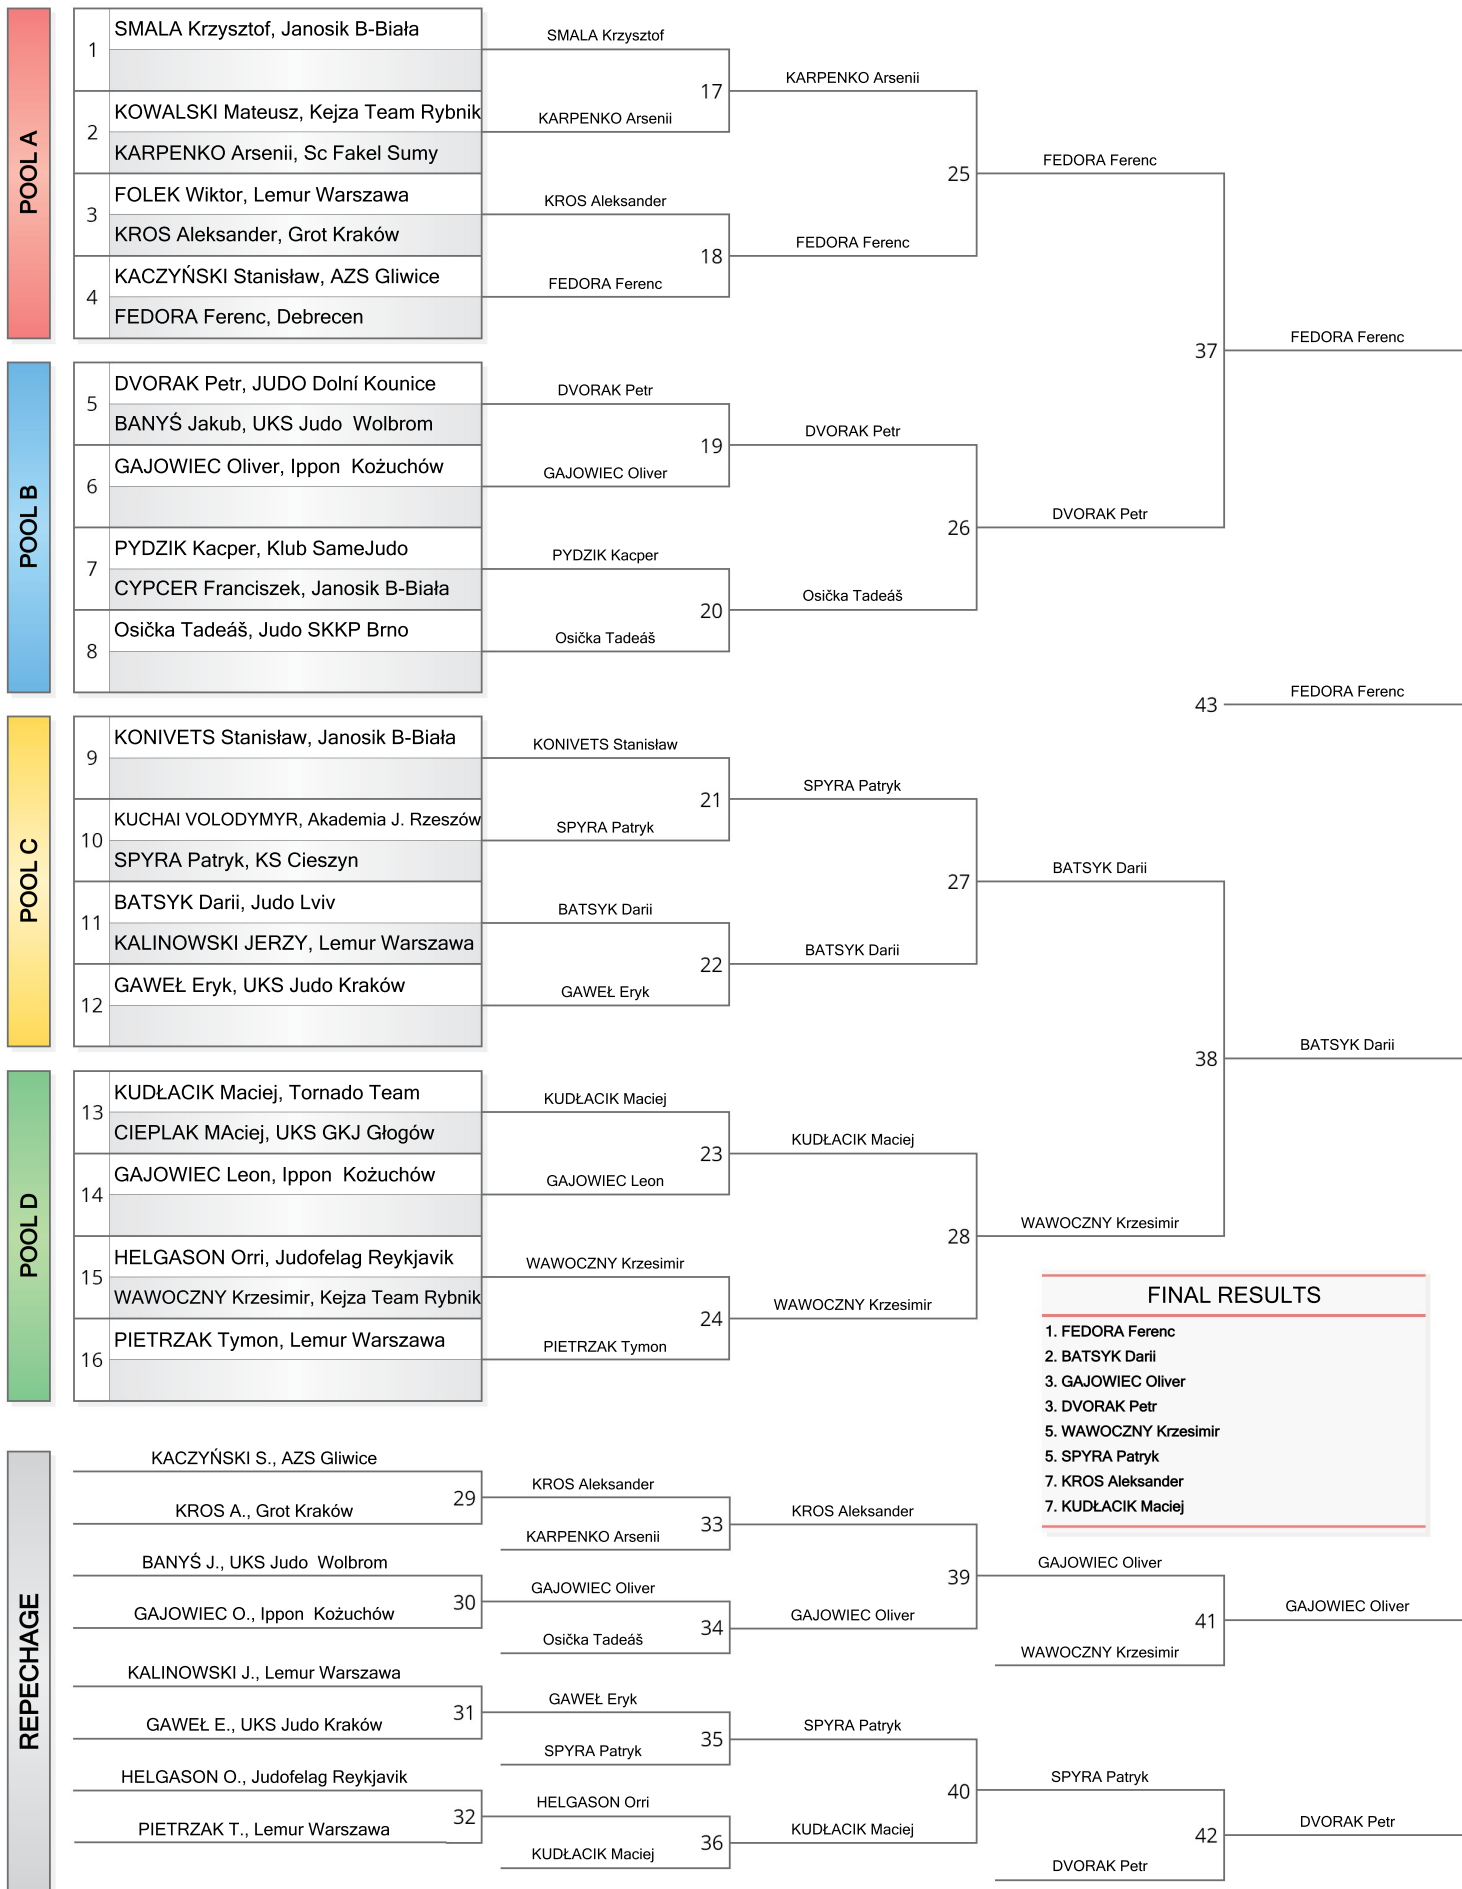 POOL A
1
SMALA Krzysztof, Janosik B-Biała
2
KOWALSKI Mateusz, Kejza Team Rybnik
KARPENKO Arsenii, Sc Fakel Sumy
3
FOLEK Wiktor, Lemur Warszawa
KROS Aleksander, Grot Kraków
4
KACZYŃSKI Stanisław, AZS Gliwice
FEDORA Ferenc, Debrecen
SMALA Krzysztof
17
KARPENKO Arsenii
KROS Aleksander
18
FEDORA Ferenc
KARPENKO Arsenii
25
FEDORA Ferenc
FEDORA Ferenc
POOL B
5
DVORAK Petr, JUDO Dolní Kounice
BANYŚ Jakub, UKS Judo  Wolbrom
6
GAJOWIEC Oliver, Ippon  Kożuchów
7
PYDZIK Kacper, Klub SameJudo
CYPCER Franciszek, Janosik B-Biała
8
Osička Tadeáš, Judo SKKP Brno
DVORAK Petr
19
GAJOWIEC Oliver
PYDZIK Kacper
20
Osička Tadeáš
DVORAK Petr
26
Osička Tadeáš
DVORAK Petr
37
FEDORA Ferenc
43
FEDORA Ferenc
POOL C
9
KONIVETS Stanisław, Janosik B-Biała
10
KUCHAI VOLODYMYR, Akademia J. Rzeszów
SPYRA Patryk, KS Cieszyn
11
BATSYK Darii, Judo Lviv
KALINOWSKI JERZY, Lemur Warszawa
12
GAWEŁ Eryk, UKS Judo Kraków
KONIVETS Stanisław
21
SPYRA Patryk
BATSYK Darii
22
GAWEŁ Eryk
SPYRA Patryk
27
BATSYK Darii
BATSYK Darii
POOL D
13
KUDŁACIK Maciej, Tornado Team
CIEPLAK MAciej, UKS GKJ Głogów
14
GAJOWIEC Leon, Ippon  Kożuchów
15
HELGASON Orri, Judofelag Reykjavik
WAWOCZNY Krzesimir, Kejza Team Rybnik
16
PIETRZAK Tymon, Lemur Warszawa
KUDŁACIK Maciej
23
GAJOWIEC Leon
WAWOCZNY Krzesimir
24
PIETRZAK Tymon
KUDŁACIK Maciej
28
WAWOCZNY Krzesimir
WAWOCZNY Krzesimir
38
BATSYK Darii
FINAL RESULTS
1. FEDORA Ferenc
2. BATSYK Darii
3. GAJOWIEC Oliver
3. DVORAK Petr
5. WAWOCZNY Krzesimir
5. SPYRA Patryk
7. KROS Aleksander
7. KUDŁACIK Maciej
REPECHAGE
KACZYŃSKI S., AZS Gliwice
29
KROS A., Grot Kraków
BANYŚ J., UKS Judo  Wolbrom
30
GAJOWIEC O., Ippon  Kożuchów
KALINOWSKI J., Lemur Warszawa
31
GAWEŁ E., UKS Judo Kraków
HELGASON O., Judofelag Reykjavik
32
PIETRZAK T., Lemur Warszawa
KROS Aleksander
33
KARPENKO Arsenii
GAJOWIEC Oliver
34
Osička Tadeáš
GAWEŁ Eryk
35
SPYRA Patryk
HELGASON Orri
36
KUDŁACIK Maciej
KROS Aleksander
39
GAJOWIEC Oliver
SPYRA Patryk
40
KUDŁACIK Maciej
GAJOWIEC Oliver
41
WAWOCZNY Krzesimir
GAJOWIEC Oliver
SPYRA Patryk
42
DVORAK Petr
DVORAK Petr